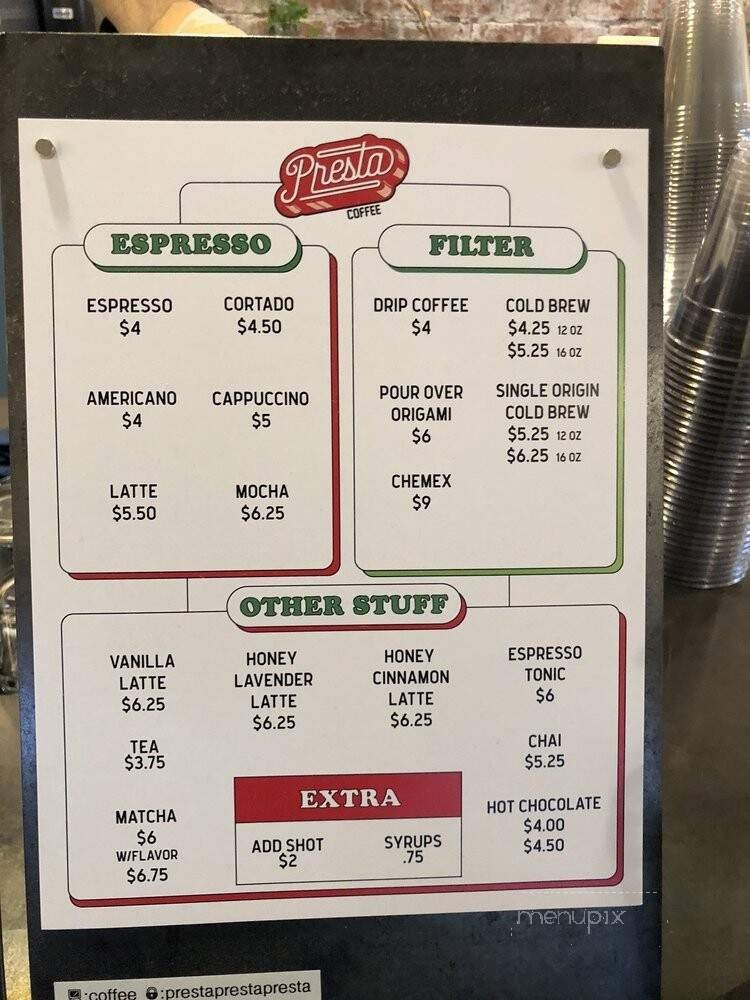 Presta
COFFEE
ESPRESSO
ESPRESSO
$4
CORTADO
$4.50
AMERICANO
$4
CAPPUCCINO
$5
LATTE
$5.50
MOCHA
$6.25
FILTER
DRIP COFFEE
$4
COLD BREW
$4.25 12 OZ
$5.25 16 OZ
POUR OVER
ORIGAMI
$6
SINGLE ORIGIN
COLD BREW
$5.25 12 OZ
$6.25 16 OZ
CHEMEX
$9
OTHER STUFF
VANILLA
LATTE
$6.25
HONEY
LAVENDER
LATTE
$6.25
HONEY
CINNAMON
LATTE
$6.25
ESPRESSO
TONIC
$6
TEA
$3.75
CHAI
$5.25
MATCHA
$6
W/FLAVOR
$6.75
EXTRA
ADD SHOT
$2
SYRUPS
.75
HOT CHOCOLATE
$4.00
$4.50
menupix
:coffee :prestaprestapresta